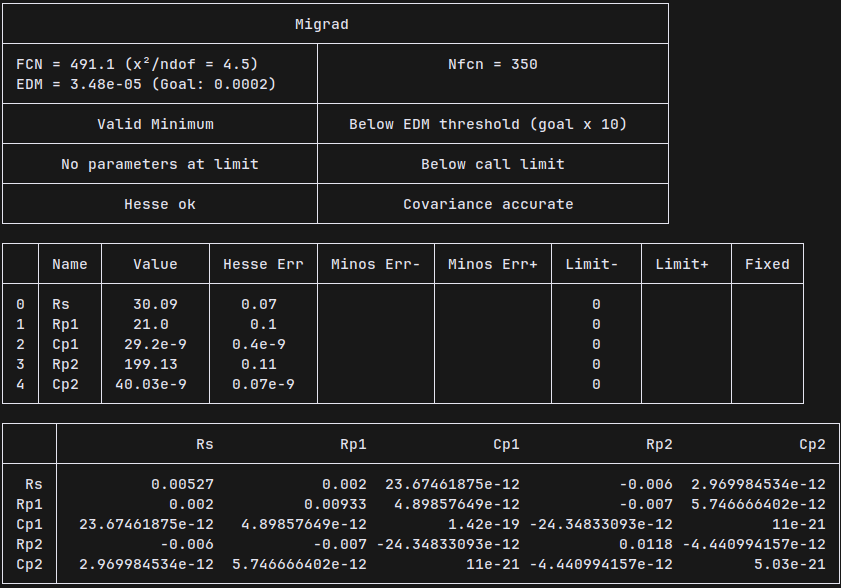 Migrad
FCN = 491.1 (χ²/ndof = 4.5) Nfcn = 350
EDM = 3.48e-05 (Goal: 0.0002)
Valid Minimum Below EDM threshold (goal x 10)
No parameters at limit Below call limit
Hesse ok Covariance accurate
Name Value Hesse Err Minos Err- Minos Err+ Limit- Limit+ Fixed
0 Rs 30.09 0.07 0
1 Rp1 21.0 0.1 0
2 Cp1 29.2e-9 0.4e-9 0
3 Rp2 199.13 0.11 0
4 Cp2 40.03e-9 0.07e-9 0
Rs Rp1 Cp1 Rp2 Cp2
Rs 0.00527 0.002 23.67461875e-12 -0.006 2.969984534e-12
Rp1 0.002 0.00933 4.89857649e-12 -0.007 5.746666402e-12
Cp1 23.67461875e-12 4.89857649e-12 1.42e-19 -24.34833093e-12 11e-21
Rp2 -0.006 -0.007 -24.34833093e-12 0.0118 -4.440994157e-12
Cp2 2.969984534e-12 5.746666402e-12 11e-21 -4.440994157e-12 5.03e-21